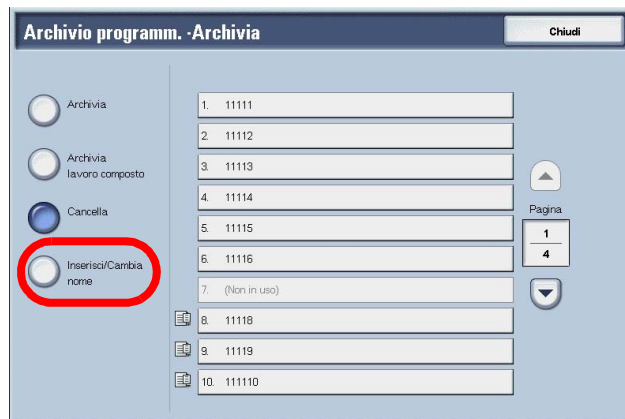 Archivio programm. -Archivia
Chiudi
Archivia
Archivia
lavoro composto
Cancella
Inserisci/Cambia
nome
1. 11111
2. 11112
3. 11113
4. 11114
5. 11115
6. 11116
7. (Non in uso)
8. 11118
9. 11119
10. 111110
Pagina
1
4